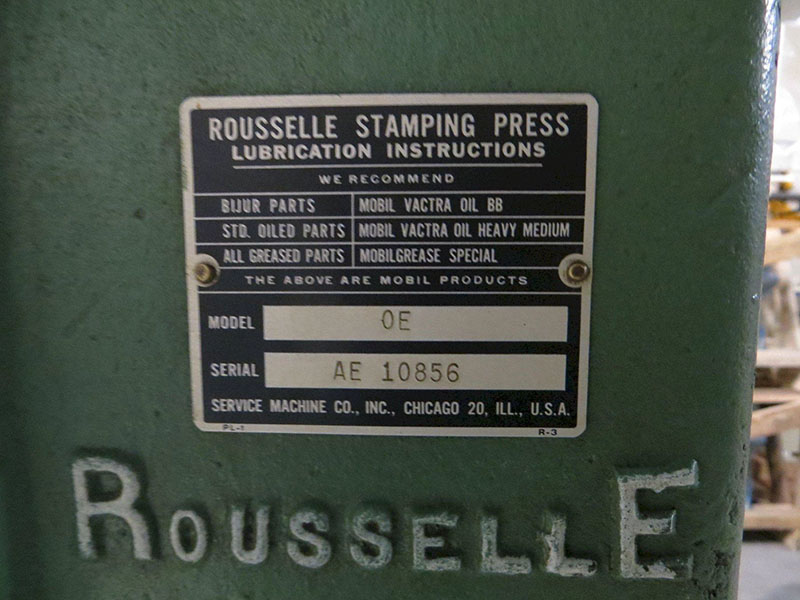 ROUSSELLE STAMPING PRESS
LUBRICATION INSTRUCTIONS
WE RECOMMEND
BIJUR PARTS MOBIL VACTRA OIL BB
STD. OILED PARTS MOBIL VACTRA OIL HEAVY MEDIUM
ALL GREASED PARTS MOBILGREASE SPECIAL
THE ABOVE ARE MOBIL PRODUCTS
MODEL OE
SERIAL AE 10856
SERVICE MACHINE CO., INC., CHICAGO 20, ILL., U.S.A.
PL-1 R-3
ROUSSELLE